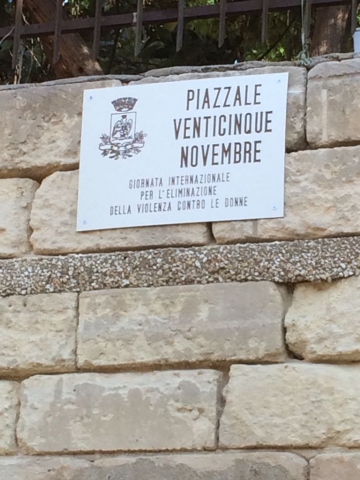 PIAZZALE
VENTICINQUE
NOVEMBRE
GIORNATA INTERNAZIONALE
PER L'ELIMINAZIONE
DELLA VIOLENZA CONTRO LE DONNE